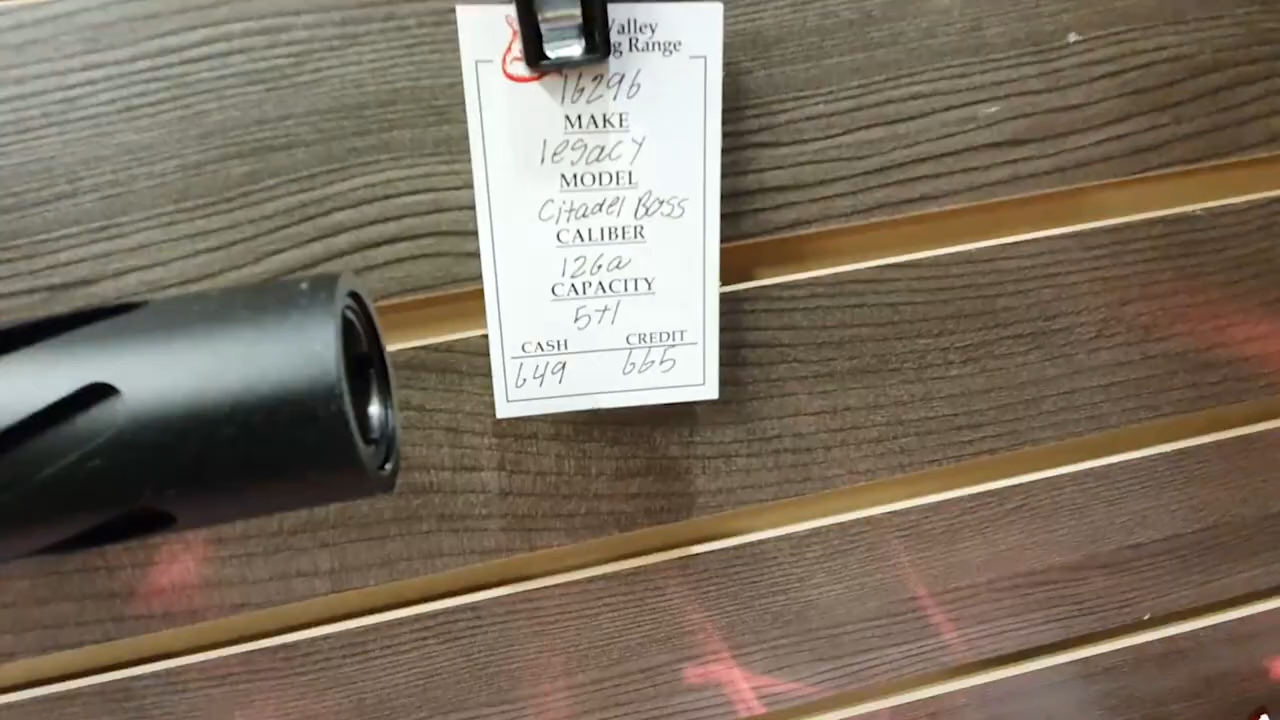 Valley
g Range
16296
MAKE
legacy
MODEL
Citadel Boss
CALIBER
12Ga
CAPACITY
5+1
CASH CREDIT
649 665